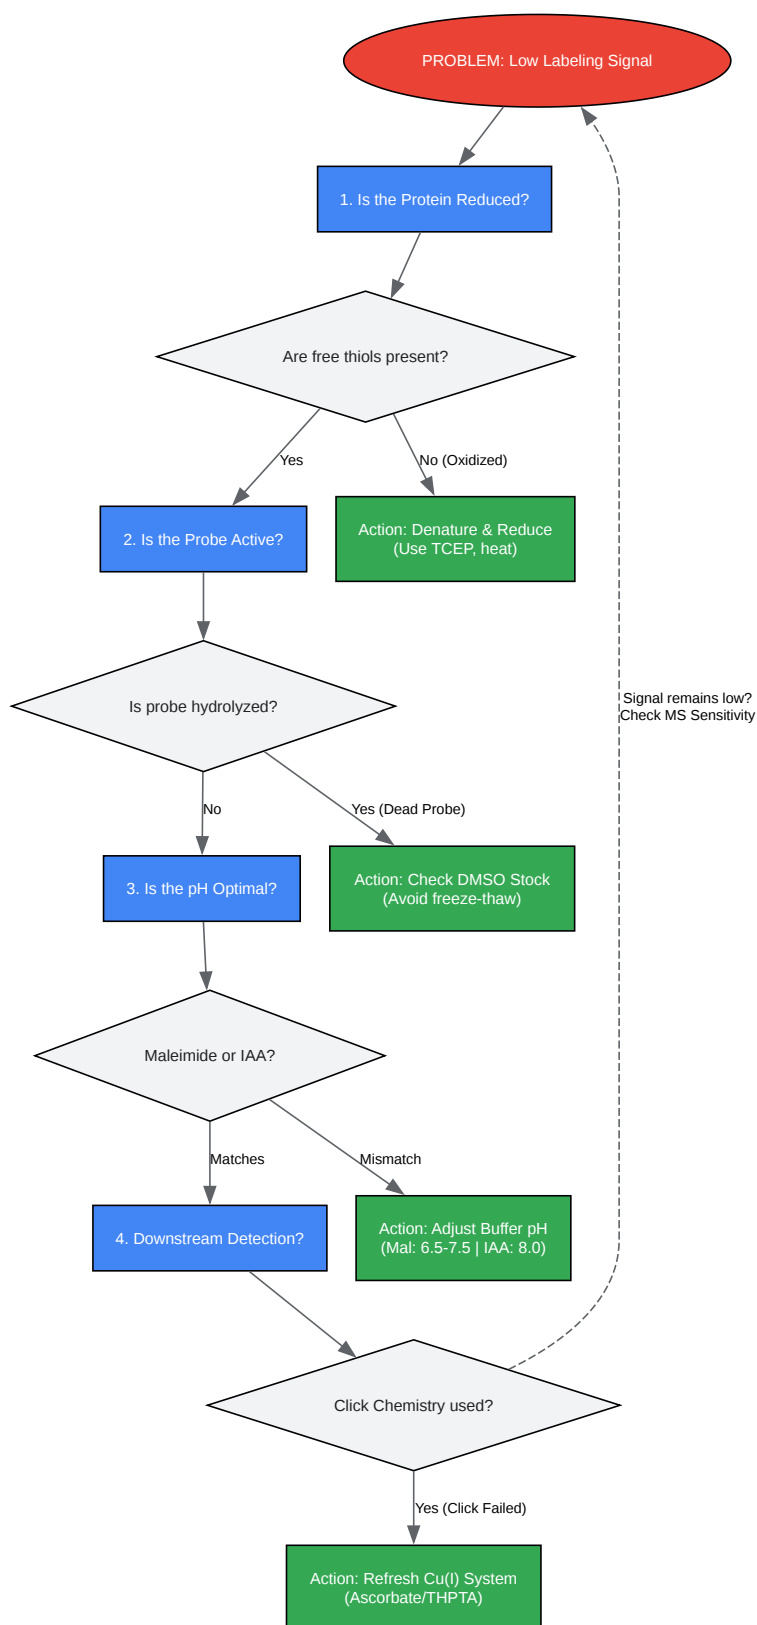 PROBLEM: Low Labeling Signal
1. Is the Protein Reduced?
Are free thiols present?
Yes
No (Oxidized)
2. Is the Probe Active?
Action: Denature & Reduce
(Use TCEP, heat)
Is probe hydrolyzed?
Signal remains low?
Check MS Sensitivity
No
Yes (Dead Probe)
3. Is the pH Optimal?
Action: Check DMSO Stock
(Avoid freeze-thaw)
Maleimide or IAA?
Matches
Mismatch
4. Downstream Detection?
Action: Adjust Buffer pH
(Mal: 6.5-7.5 | IAA: 8.0)
Click Chemistry used?
Yes (Click Failed)
Action: Refresh Cu(I) System
(Ascorbate/THPTA)